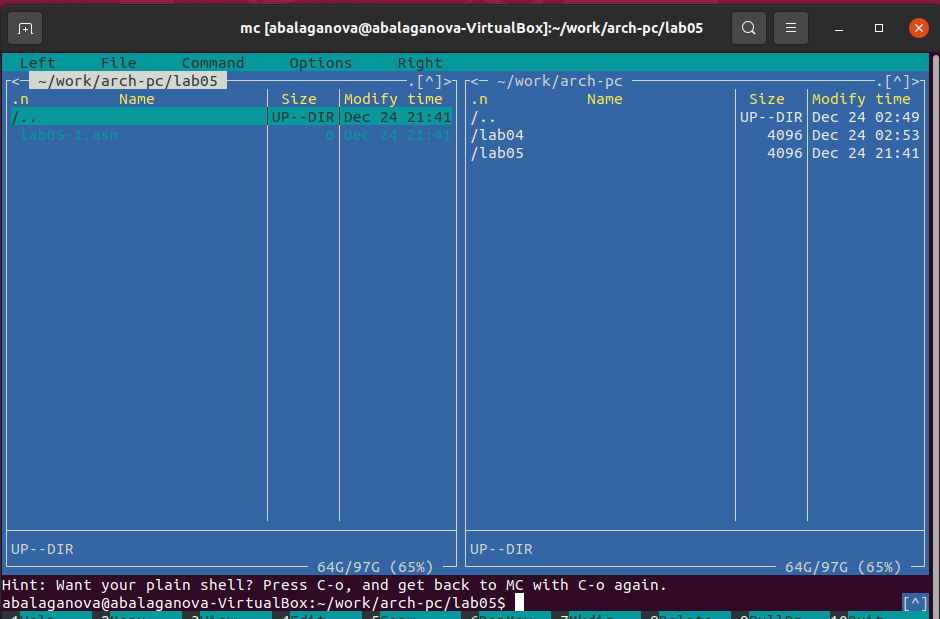 mc [abalaganova@abalaganova-VirtualBox]:~/work/arch-pc/lab05
Left File Command Options Right
<─ ~/work/arch-pc/lab05 ─.[^]>
.n Name Size Modify time
/.. UP--DIR Dec 24 21:41
lab05-1.asm 0 Dec 24 21:41
UP--DIR
64G/97G (65%)
<─ ~/work/arch-pc ─.[^]>
.n Name Size Modify time
/.. UP--DIR Dec 24 02:49
/lab04 4096 Dec 24 02:53
/lab05 4096 Dec 24 21:41
UP--DIR
64G/97G (65%)
Hint: Want your plain shell? Press C-o, and get back to MC with C-o again.
abalaganova@abalaganova-VirtualBox:~/work/arch-pc/lab05$ [^]